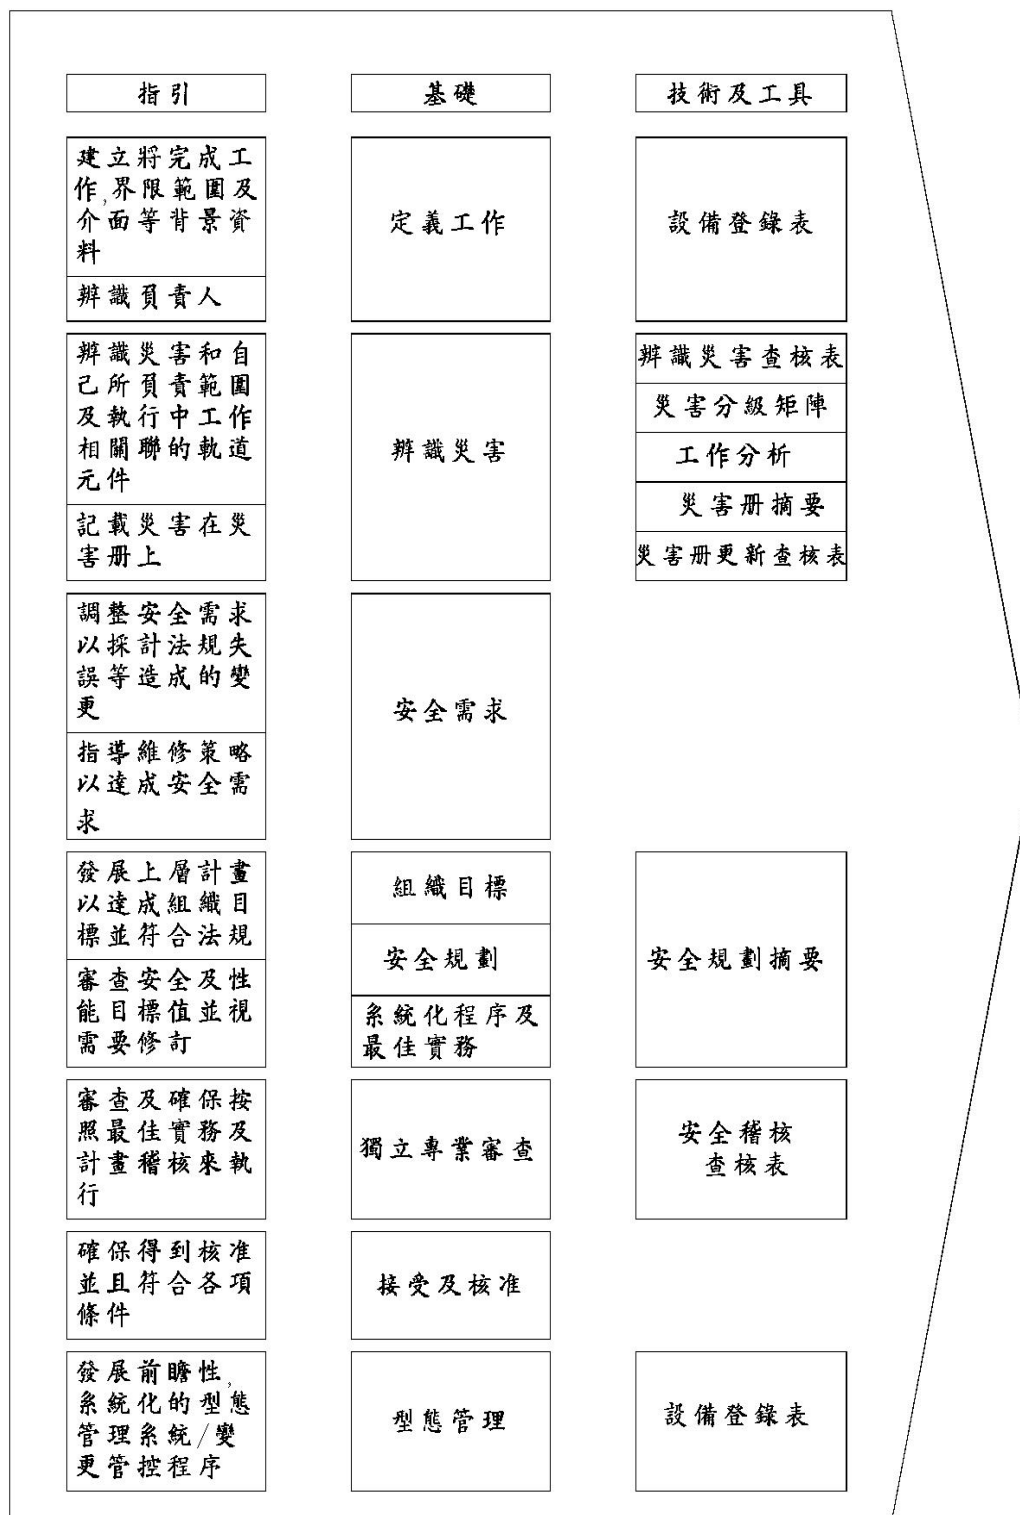 指引
基礎
技術及工具
建立將完成工
作,界限範圍及
介面等背景資
料
辨識負責人
定義工作
設備登錄表
辨識災害和自
己所負責範圍
及執行中工作
相關聯的軌道
元件
記載災害在災
害冊上
辨識災害
辨識災害查核表
災害分級矩陣
工作分析
災害冊摘要
災害冊更新查核表
調整安全需求
以採計法規失
誤等造成的變
更
指導維修策略
以達成安全需
求
安全需求
發展上層計畫
以達成組織目
標並符合法規
審查安全及性
能目標值並視
需要修訂
組織目標
安全規劃
系統化程序及
最佳實務
安全規劃摘要
審查及確保按
照最佳實務及
計畫稽核來執
行
獨立專業審查
安全稽核
查核表
確保得到核准
並且符合各項
條件
接受及核准
發展前瞻性,
系統化的型態
管理系統/變
更管控程序
型態管理
設備登錄表